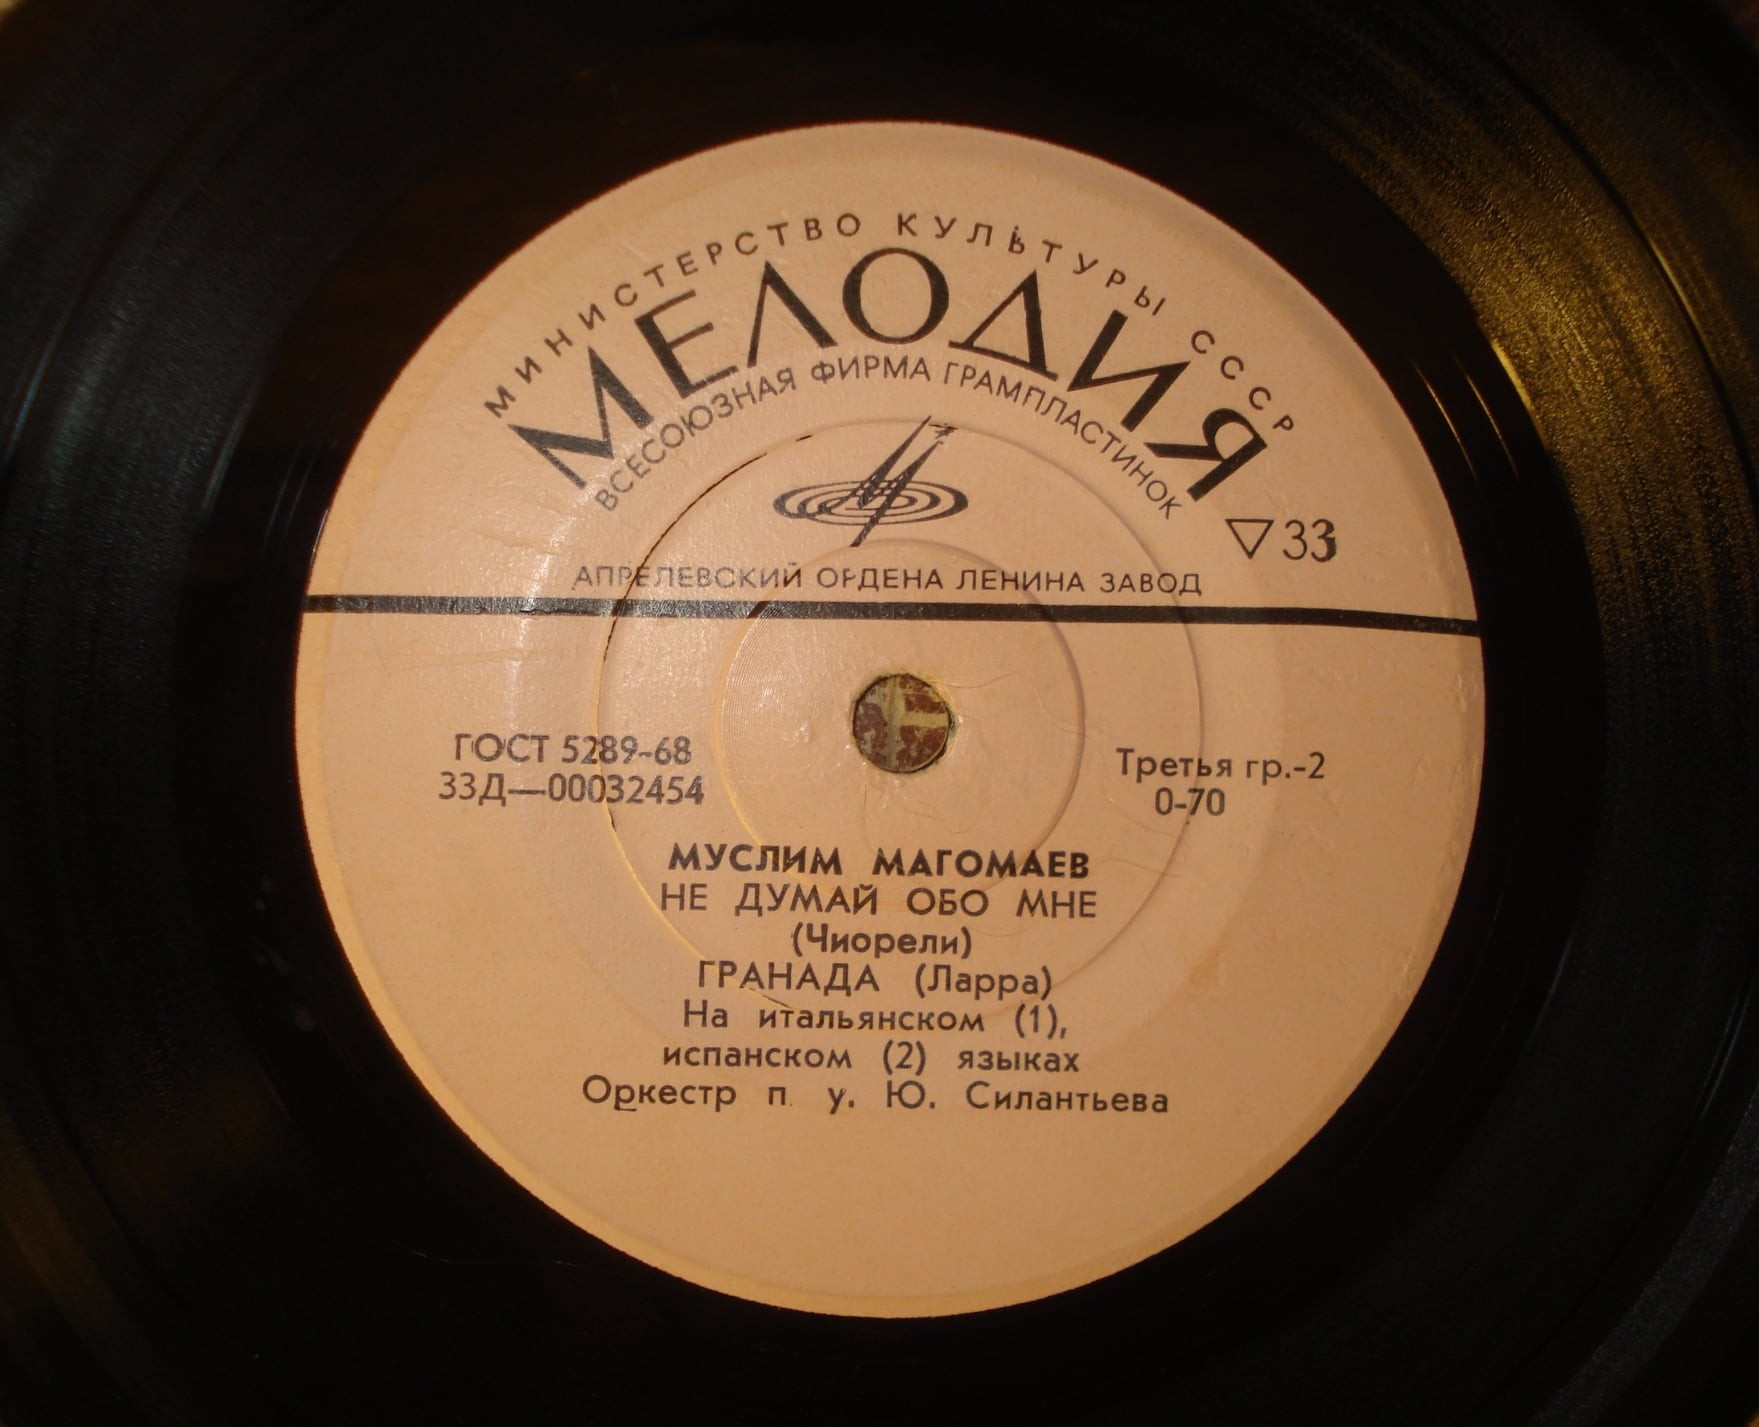 МИНИСТЕРСТВО КУЛЬТУРЫ СССР
МЕЛОДИЯ
ВСЕСОЮЗНАЯ ФИРМА ГРАМПЛАСТИНОК
▽33
АПРЕЛЕВСКИЙ ОРДЕНА ЛЕНИНА ЗАВОД
ГОСТ 5289-68
33Д—00032454
Третья гр.-2
0-70
МУСЛИМ МАГОМАЕВ
НЕ ДУМАЙ ОБО МНЕ
(Чиорели)
ГРАНАДА (Ларра)
На итальянском (1),
испанском (2) языках
Оркестр п. у. Ю. Силантьева